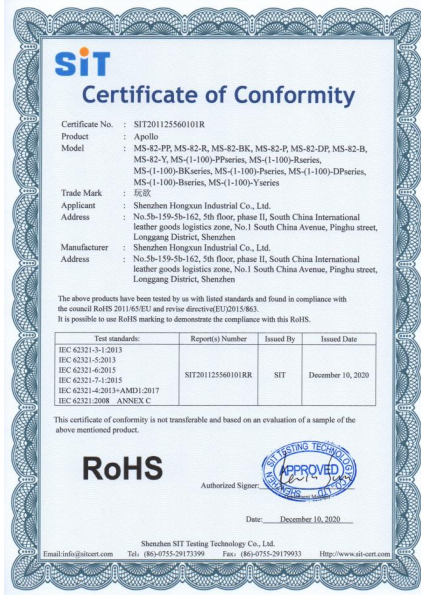 SiT
Certificate of Conformity
Certificate No. : SIT201125560101R
Product : Apollo
Model : MS-82-PP, MS-82-R, MS-82-BK, MS-82-P, MS-82-DP, MS-82-B,
MS-82-Y, MS-(1-100)-PPseries, MS-(1-100)-Rseries,
MS-(1-100)-BKseries, MS-(1-100)-Pseries, MS-(1-100)-DPseries,
MS-(1-100)-Bseries, MS-(1-100)-Yseries
Trade Mark : 玩欲
Applicant : Shenzhen Hongxun Industrial Co., Ltd.
Address : No.5b-159-5b-162, 5th floor, phase II, South China International
leather goods logistics zone, No.1 South China Avenue, Pinghu street,
Longgang District, Shenzhen
Manufacturer : Shenzhen Hongxun Industrial Co., Ltd.
Address : No.5b-159-5b-162, 5th floor, phase II, South China International
leather goods logistics zone, No.1 South China Avenue, Pinghu street,
Longgang District, Shenzhen
The above products have been tested by us with listed standards and found in compliance with
the council RoHS 2011/65/EU and revise directive(EU)2015/863.
It is possible to use RoHS marking to demonstrate the compliance with this RoHS.
Test standards: Report(s) Number Issued By Issued Date
IEC 62321-3-1:2013
IEC 62321-5:2013
IEC 62321-6:2015
IEC 62321-7-1:2015
IEC 62321-4:2013+AMD1:2017
IEC 62321:2008 ANNEX C
SIT201125560101RR SIT December 10, 2020
This certificate of conformity is not transferable and based on an evaluation of a sample of the
above mentioned product.
RoHS
SIT TESTING TECHNOLOGY CO., LTD
APPROVED
SHENZHEN
Authorized Signer:
Date: December 10, 2020
Shenzhen SIT Testing Technology Co., Ltd.
Email:info@sitcert.com Tel: (86)-0755-29173399 Fax: (86)-0755-29179933 Http://www.sit-cert.com